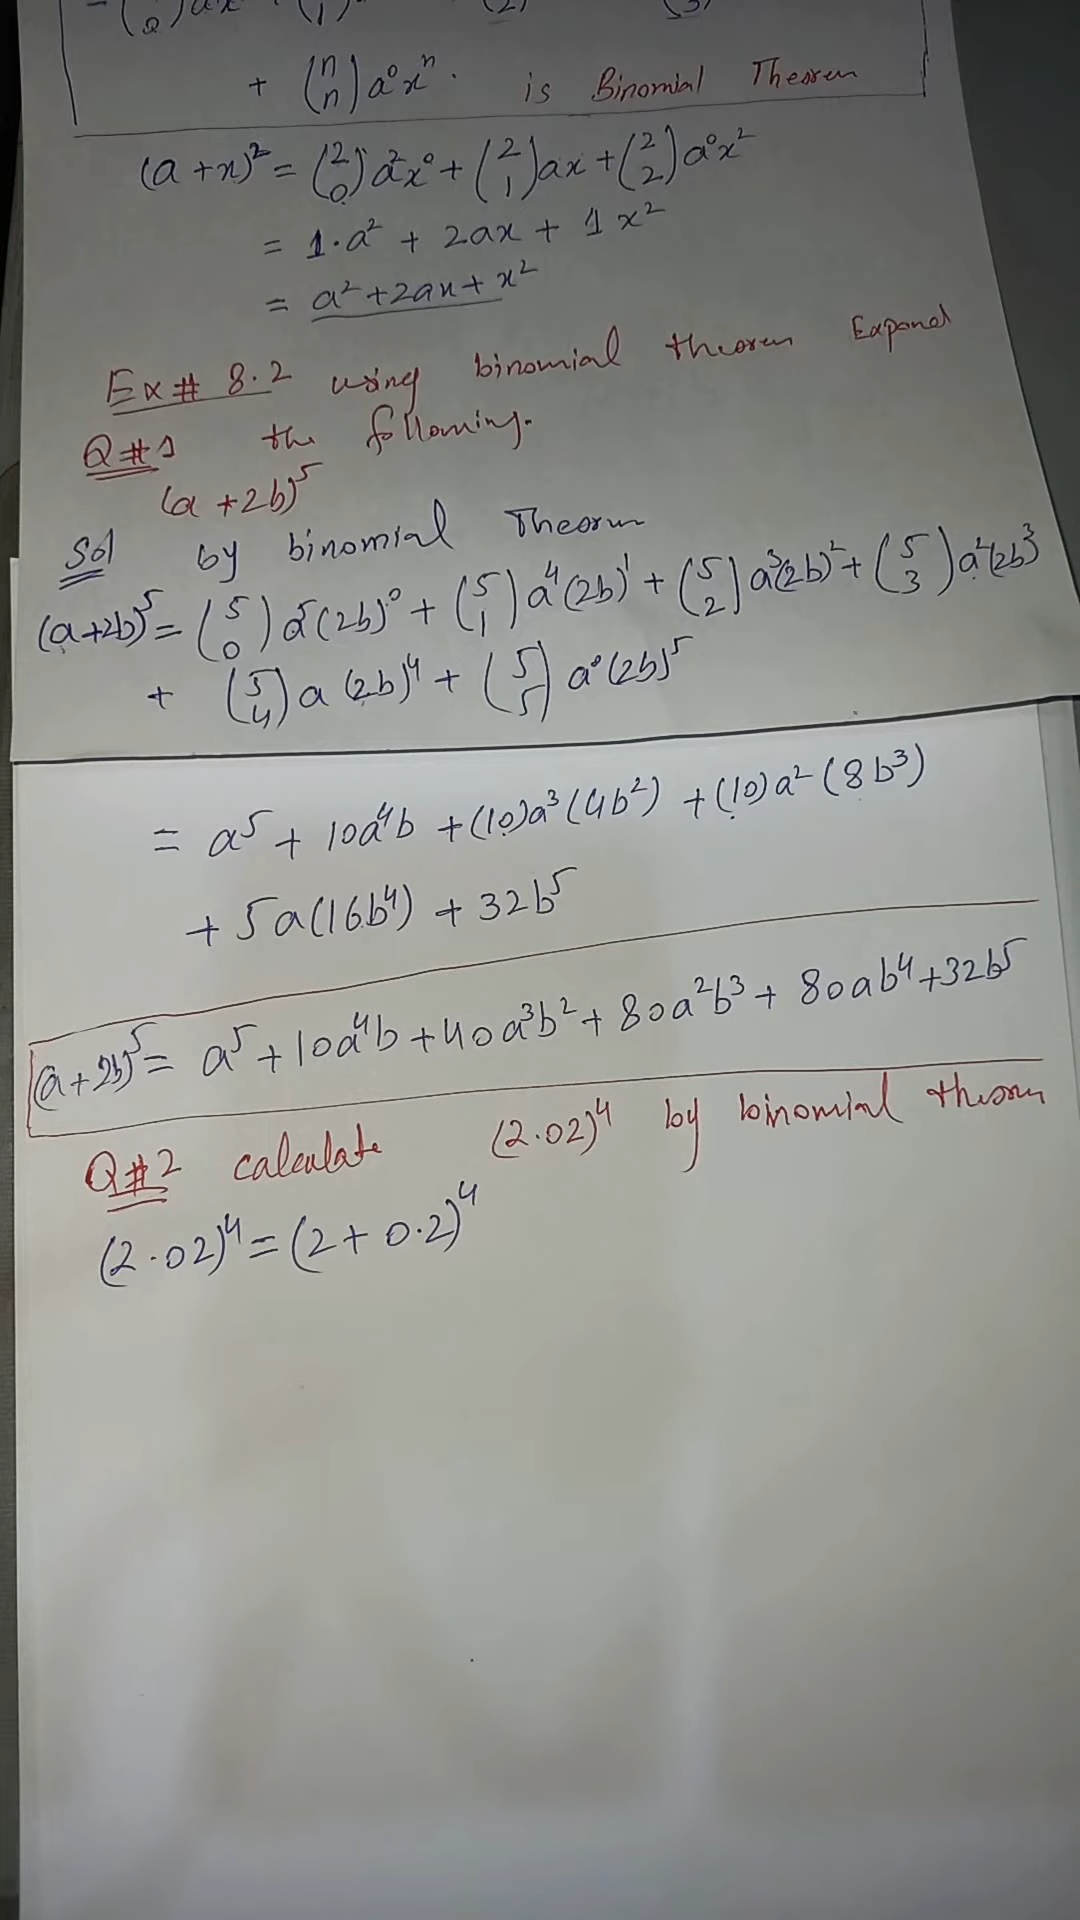 + (n n) a⁰xⁿ. is Binomial Theorem
(a+x)² = (2 0)a²x⁰ + (2 1)ax + (2 2)a⁰x²
= 1·a² + 2ax + 1x²
= a² + 2ax + x²
Ex # 8.2 using binomial theorem Expand
Q#1 the following.
(a+2b)⁵
Sol by binomial Theorem
(a+2b)⁵ = (5 0)a⁵(2b)⁰ + (5 1)a⁴(2b)¹ + (5 2)a³(2b)² + (5 3)a²(2b)³
+ (5 4)a(2b)⁴ + (5 5)a⁰(2b)⁵
= a⁵ + 10a⁴b + (10)a³(4b²) + (10)a²(8b³)
+ 5a(16b⁴) + 32b⁵
(a+2b)⁵ = a⁵ + 10a⁴b + 40a³b² + 80a²b³ + 80ab⁴ + 32b⁵
Q#2 calculate (2.02)⁴ by binomial theorem
(2.02)⁴ = (2+0.2)⁴